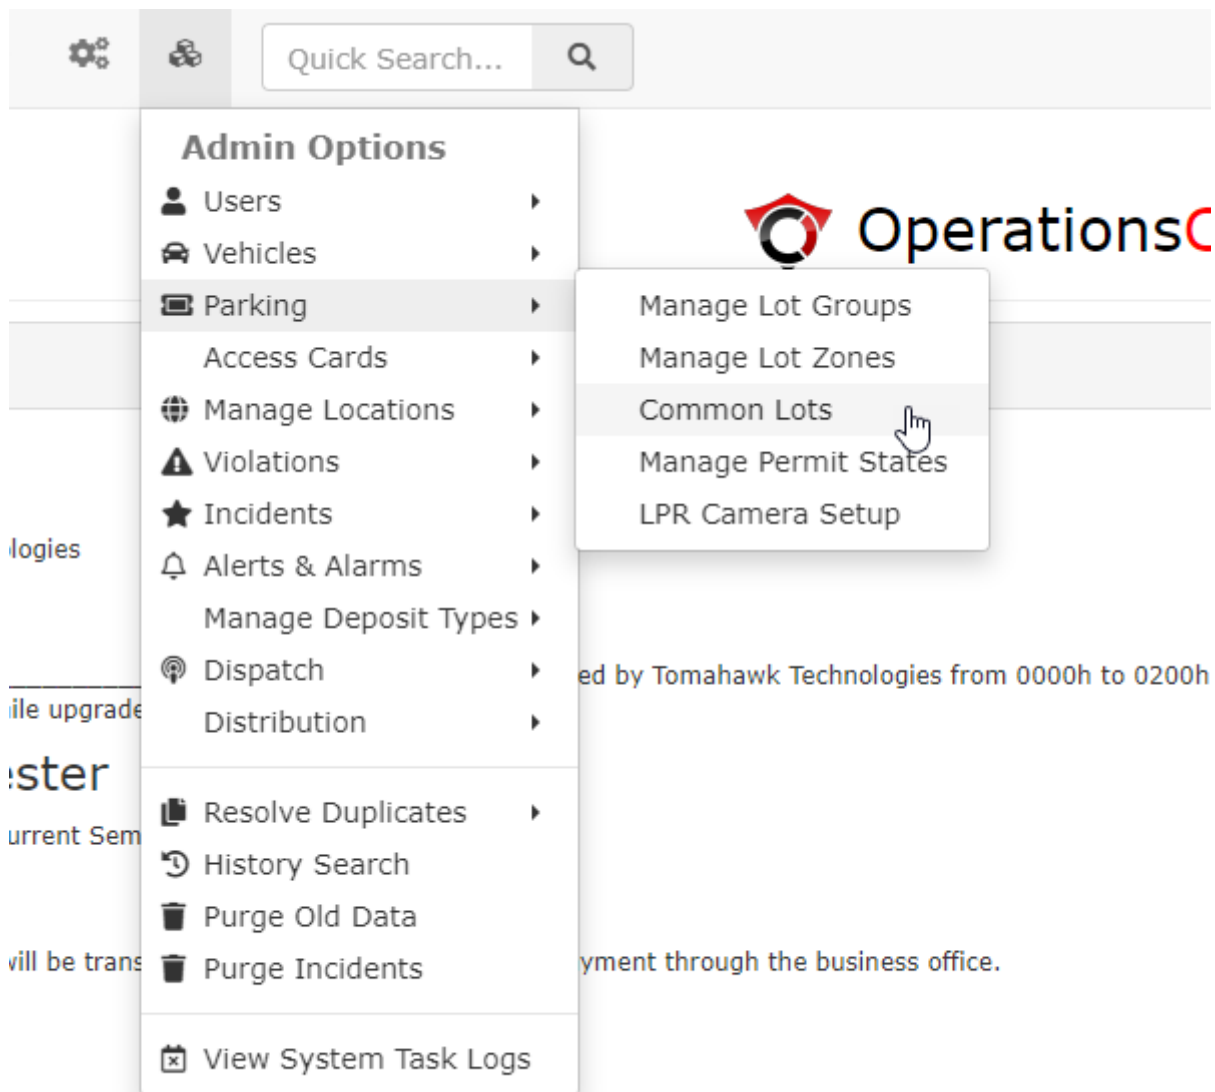 Quick Search...
Admin Options
Users
Vehicles
Parking
Access Cards
Manage Locations
Violations
Incidents
Alerts & Alarms
Manage Deposit Types
Dispatch
Distribution
Resolve Duplicates
History Search
Purge Old Data
Purge Incidents
View System Task Logs
Manage Lot Groups
Manage Lot Zones
Common Lots
Manage Permit States
LPR Camera Setup
OperationsC
logies
ed by Tomahawk Technologies from 0000h to 0200h
ile upgrade
ster
urrent Sem
will be trans
yment through the business office.